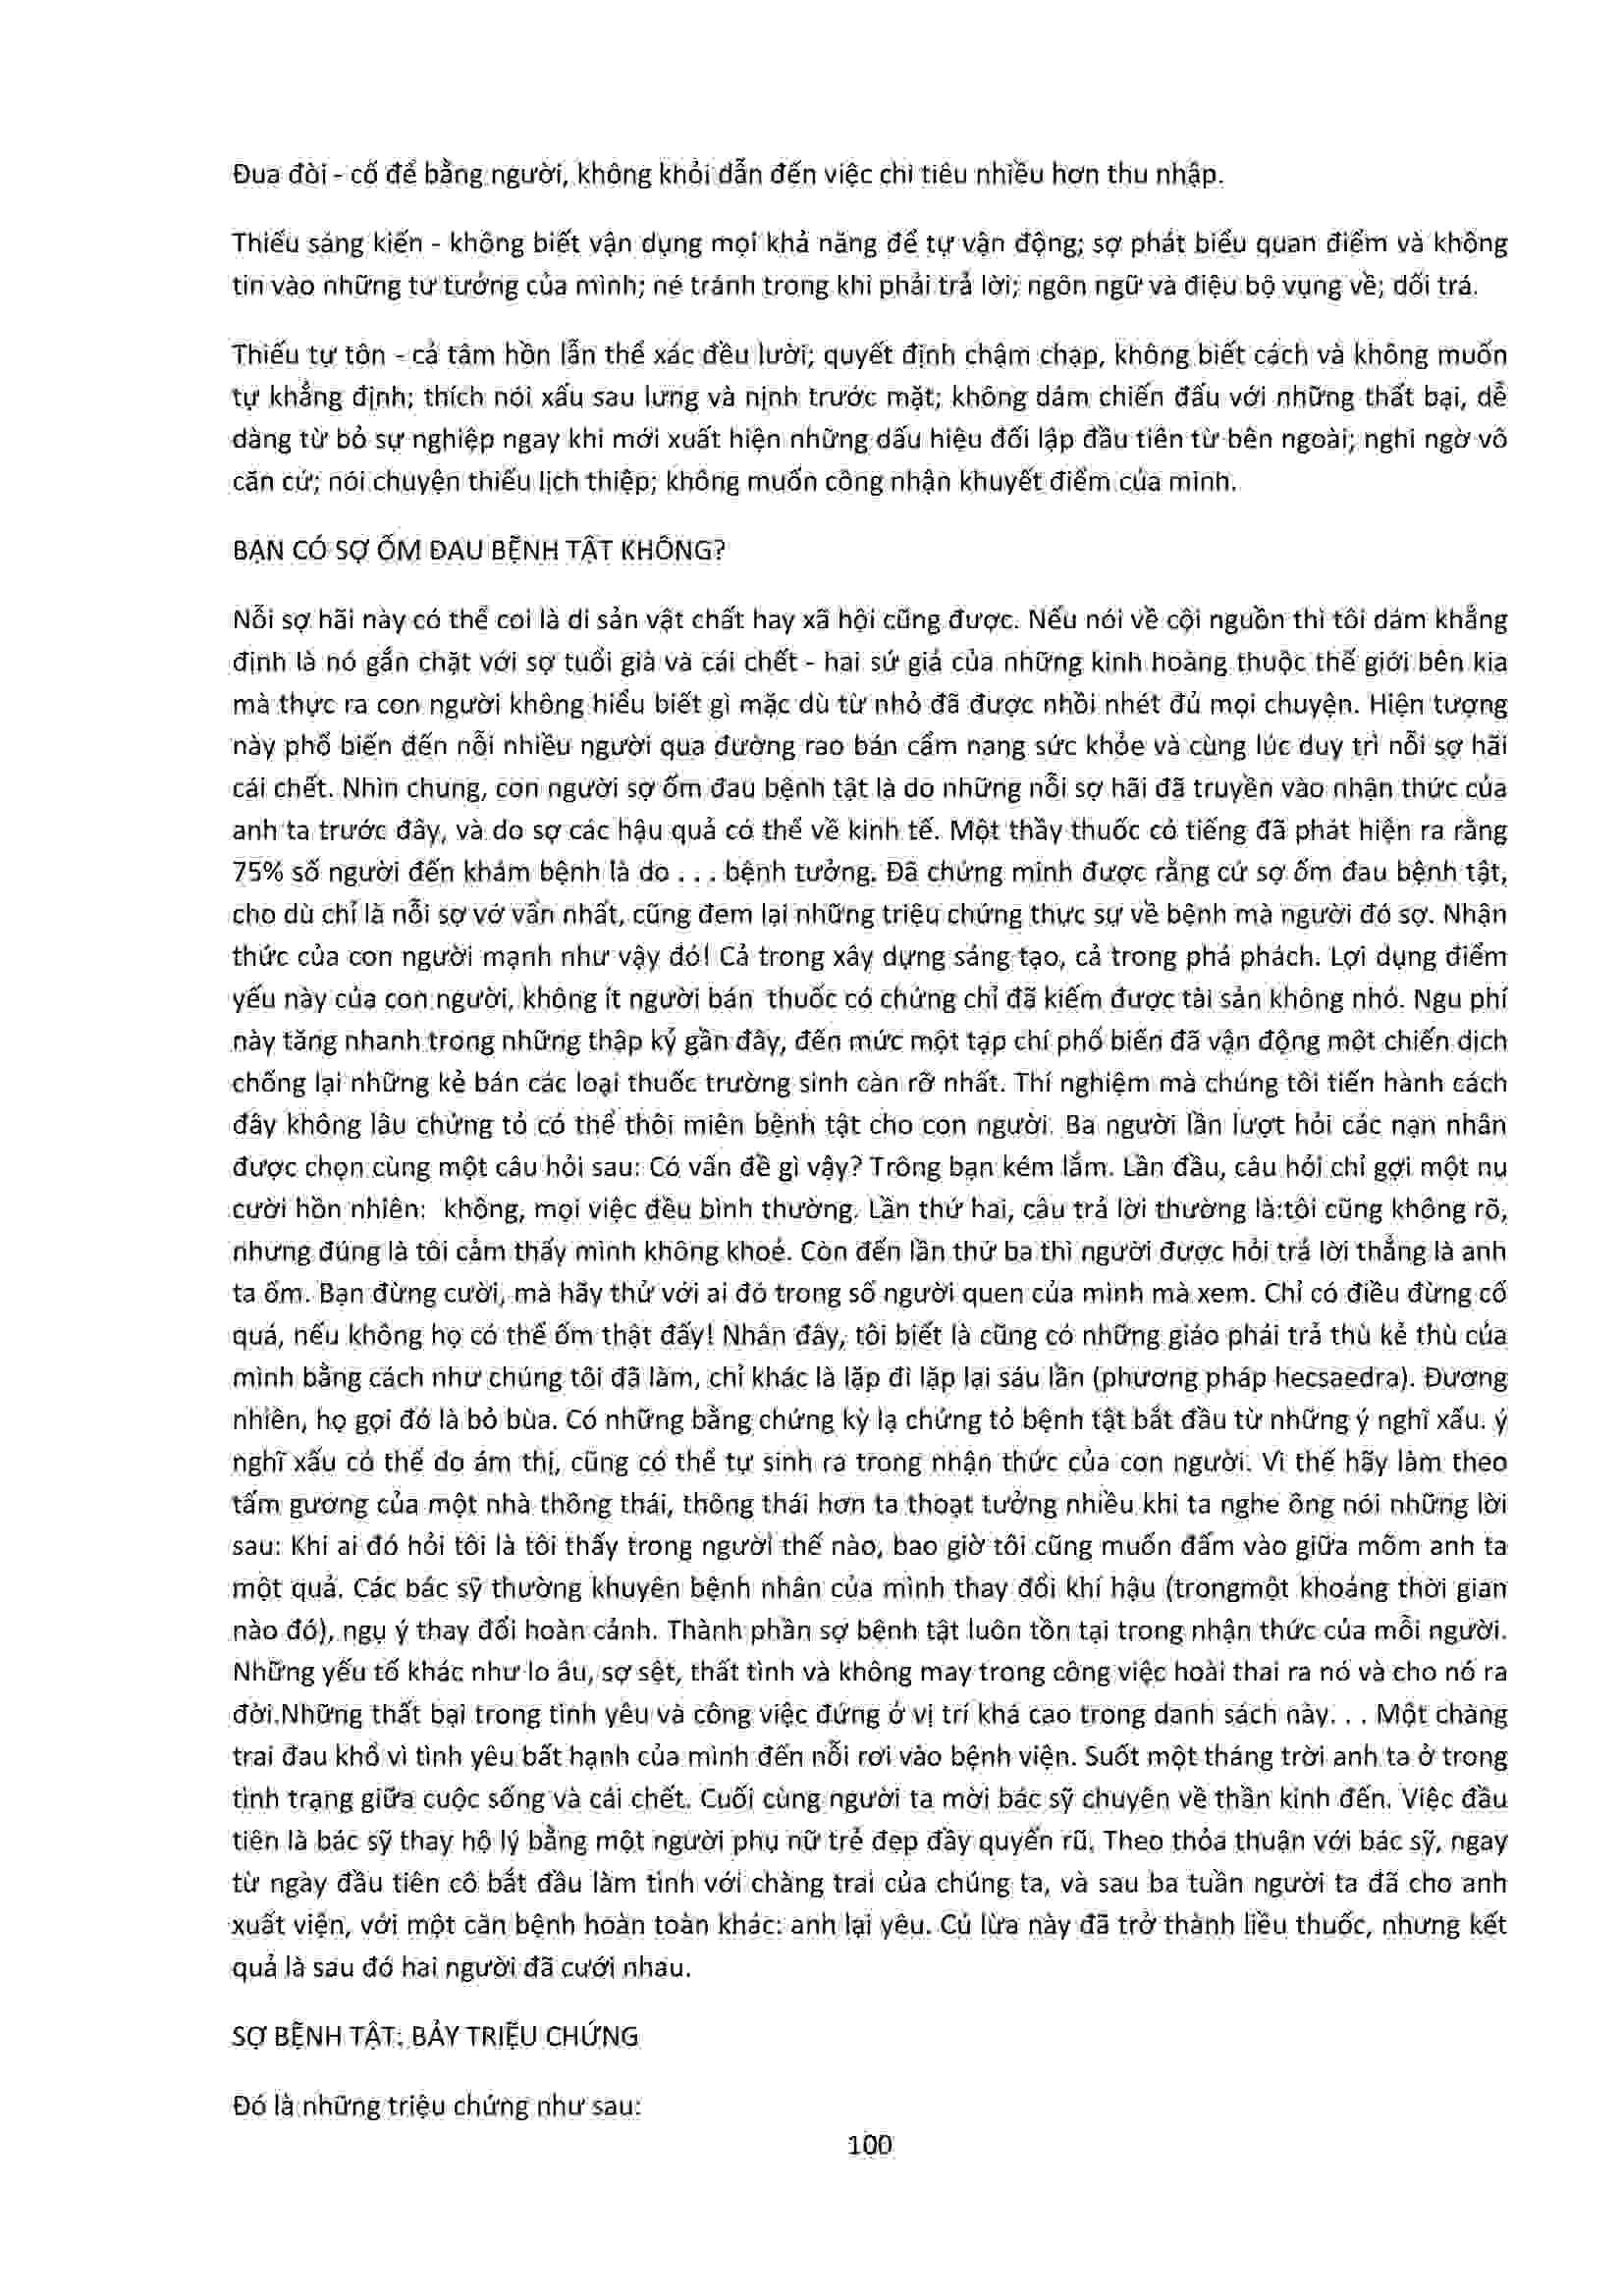 Đua đòi - cố để bằng người, không khỏi dẫn đến việc chi tiêu nhiều hơn thu nhập.
Thiếu sáng kiến - không biết vận dụng mọi khả năng để tự vận động; sợ phát biểu quan điểm và không
tin vào những tư tưởng của mình; né tránh trong khi phải trả lời; ngôn ngữ và điệu bộ vụng về; dối trá.
Thiếu tự tôn - cả tâm hồn lẫn thể xác đều lười; quyết định chậm chạp, không biết cách và không muốn
tự khẳng định; thích nói xấu sau lưng và nịnh trước mặt; không dám chiến đấu với những thất bại, dễ
dàng từ bỏ sự nghiệp ngay khi mới xuất hiện những dấu hiệu đối lập đầu tiên từ bên ngoài; nghi ngờ vô
căn cứ; nói chuyện thiếu lịch thiệp; không muốn công nhận khuyết điểm của mình.
BẠN CÓ SỢ ỐM ĐAU BỆNH TẬT KHÔNG?
Nỗi sợ hãi này có thể coi là di sản vật chất hay xã hội cũng được. Nếu nói về cội nguồn thì tôi dám khẳng
định là nó gắn chặt với sợ tuổi già và cái chết - hai sứ giả của những kinh hoàng thuộc thế giới bên kia
mà thực ra con người không hiểu biết gì mặc dù từ nhỏ đã được nhồi nhét đủ mọi chuyện. Hiện tượng
này phổ biến đến nỗi nhiều người qua đường rao bán cẩm nang sức khỏe và cùng lúc duy trì nỗi sợ hãi
cái chết. Nhìn chung, con người sợ ốm đau bệnh tật là do những nỗi sợ hãi đã truyền vào nhận thức của
anh ta trước đây, và do sợ các hậu quả có thể về kinh tế. Một thầy thuốc có tiếng đã phát hiện ra rằng
75% số người đến khám bệnh là do . . . bệnh tưởng. Đã chứng minh được rằng cứ sợ ốm đau bệnh tật,
cho dù chỉ là nỗi sợ vớ vẩn nhất, cũng đem lại những triệu chứng thực sự về bệnh mà người đó sợ. Nhận
thức của con người mạnh như vậy đó! Cả trong xây dựng sáng tạo, cả trong phá phách. Lợi dụng điểm
yếu này của con người, không ít người bán  thuốc có chứng chỉ đã kiếm được tài sản không nhỏ. Ngu phí
này tăng nhanh trong những thập kỷ gần đây, đến mức một tạp chí phổ biến đã vận động một chiến dịch
chống lại những kẻ bán các loại thuốc trường sinh càn rỡ nhất. Thí nghiệm mà chúng tôi tiến hành cách
đây không lâu chứng tỏ có thể thôi miên bệnh tật cho con người. Ba người lần lượt hỏi các nạn nhân
được chọn cùng một câu hỏi sau: Có vấn đề gì vậy? Trông bạn kém lắm. Lần đầu, câu hỏi chỉ gợi một nụ
cười hồn nhiên:  không, mọi việc đều bình thường. Lần thứ hai, câu trả lời thường là:tôi cũng không rõ,
nhưng đúng là tôi cảm thấy mình không khoẻ. Còn đến lần thứ ba thì người được hỏi trả lời thẳng là anh
ta ốm. Bạn đừng cười, mà hãy thử với ai đó trong số người quen của mình mà xem. Chỉ có điều đừng cố
quá, nếu không họ có thể ốm thật đấy! Nhân đây, tôi biết là cũng có những giáo phái trả thù kẻ thù của
mình bằng cách như chúng tôi đã làm, chỉ khác là lặp đi lặp lại sáu lần (phương pháp hecsaedra). Đương
nhiên, họ gọi đó là bỏ bùa. Có những bằng chứng kỳ lạ chứng tỏ bệnh tật bắt đầu từ những ý nghĩ xấu. ý
nghĩ xấu có thể do ám thị, cũng có thể tự sinh ra trong nhận thức của con người. Vì thế hãy làm theo
tấm gương của một nhà thông thái, thông thái hơn ta thoạt tưởng nhiều khi ta nghe ông nói những lời
sau: Khi ai đó hỏi tôi là tôi thấy trong người thế nào, bao giờ tôi cũng muốn đấm vào giữa mõm anh ta
một quả. Các bác sỹ thường khuyên bệnh nhân của mình thay đổi khí hậu (trongmột khoảng thời gian
nào đó), ngụ ý thay đổi hoàn cảnh. Thành phần sợ bệnh tật luôn tồn tại trong nhận thức của mỗi người.
Những yếu tố khác như lo âu, sợ sệt, thất tình và không may trong công việc hoài thai ra nó và cho nó ra
đời.Những thất bại trong tình yêu và công việc đứng ở vị trí khá cao trong danh sách này. . . Một chàng
trai đau khổ vì tình yêu bất hạnh của mình đến nỗi rơi vào bệnh viện. Suốt một tháng trời anh ta ở trong
tình trạng giữa cuộc sống và cái chết. Cuối cùng người ta mời bác sỹ chuyên về thần kinh đến. Việc đầu
tiên là bác sỹ thay hộ lý bằng một người phụ nữ trẻ đẹp đầy quyến rũ. Theo thỏa thuận với bác sỹ, ngay
từ ngày đầu tiên cô bắt đầu làm tình với chàng trai của chúng ta, và sau ba tuần người ta đã cho anh
xuất viện, với một căn bệnh hoàn toàn khác: anh lại yêu. Cú lừa này đã trở thành liều thuốc, nhưng kết
quả là sau đó hai người đã cưới nhau.
SỢ BỆNH TẬT: BẢY TRIỆU CHỨNG
Đó là những triệu chứng như sau:
100